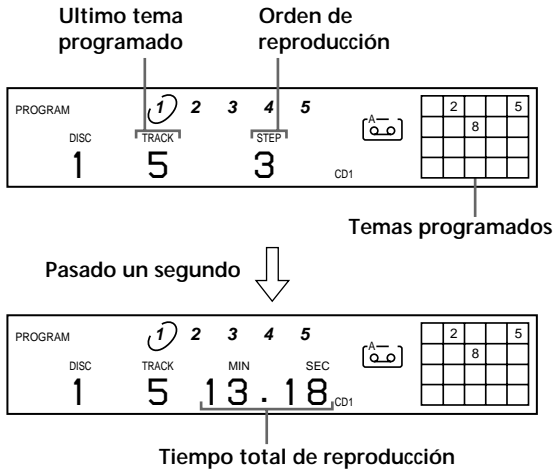 Ultimo tema programado
Orden de reproducción
PROGRAM 1 2 3 4 5
A
2 5
8
DISC TRACK STEP
1 5 3 CD1
Temas programados
Pasado un segundo
PROGRAM 1 2 3 4 5
A
2 5
8
DISC TRACK MIN SEC
1 5 13.18 CD1
Tiempo total de reproducción